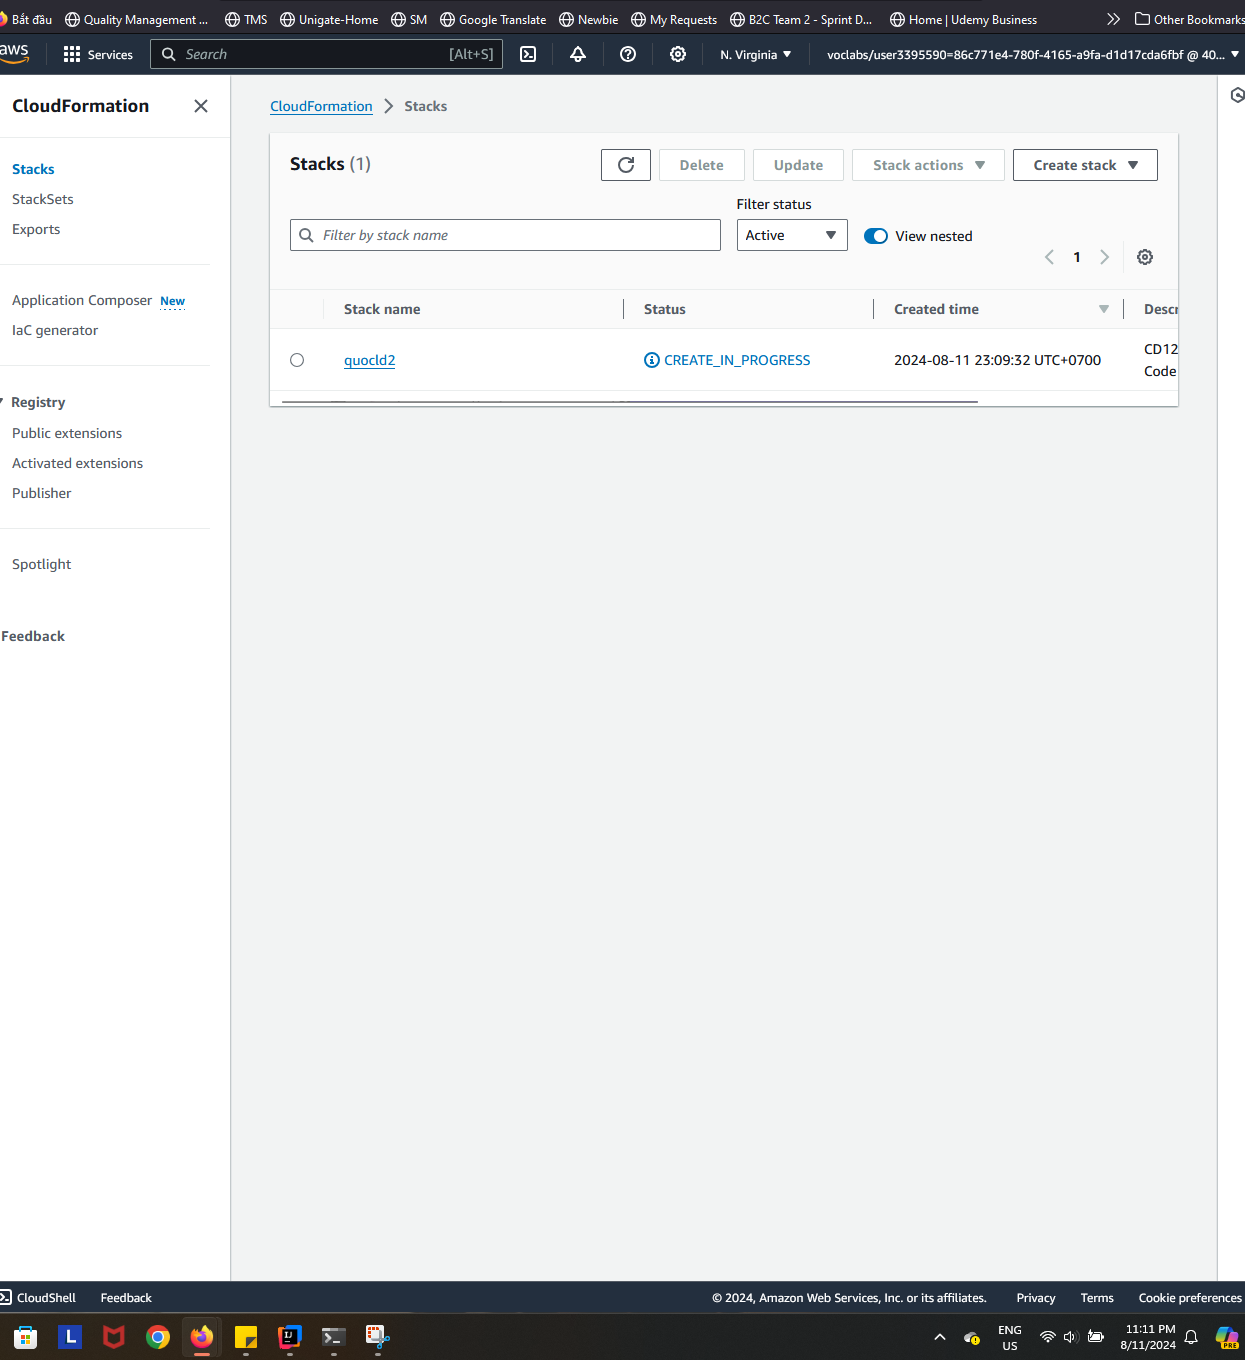 Bắt đầu Quality Management ... TMS Unigate-Home SM Google Translate Newbie My Requests B2C Team 2 - Sprint D... Home | Udemy Business Other Bookmarks
aws Services Search [Alt+S] N. Virginia voclabs/user3395590=86c771e4-780f-4165-a9fa-d1d17cda6fbf @ 40...
CloudFormation
Stacks
StackSets
Exports
Application Composer New
IaC generator
Registry
Public extensions
Activated extensions
Publisher
Spotlight
Feedback
CloudFormation Stacks
Stacks (1) Delete Update Stack actions Create stack
Filter status
Filter by stack name Active View nested
1
Stack name Status Created time Descr
quocld2 CREATE_IN_PROGRESS 2024-08-11 23:09:32 UTC+0700 CD12
Code
CloudShell Feedback © 2024, Amazon Web Services, Inc. or its affiliates. Privacy Terms Cookie preferences
L IJ ENG 11:11 PM
US 8/11/2024 PRE